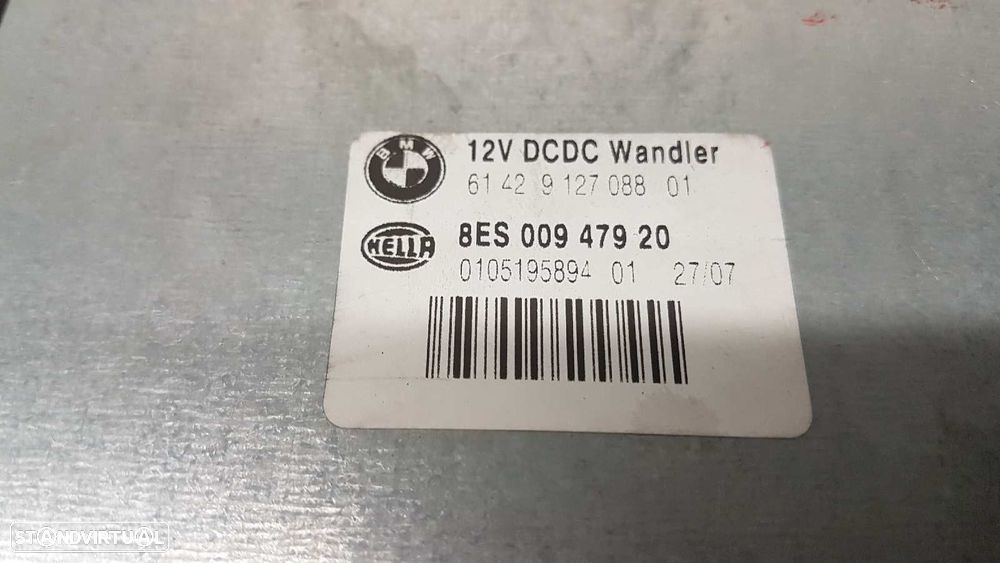 BMW
12V DCDC Wandler
61 42 9 127 088 01
HELLA
8ES 009 479 20
0105195894 01 27/07
STANDVIRTUAL